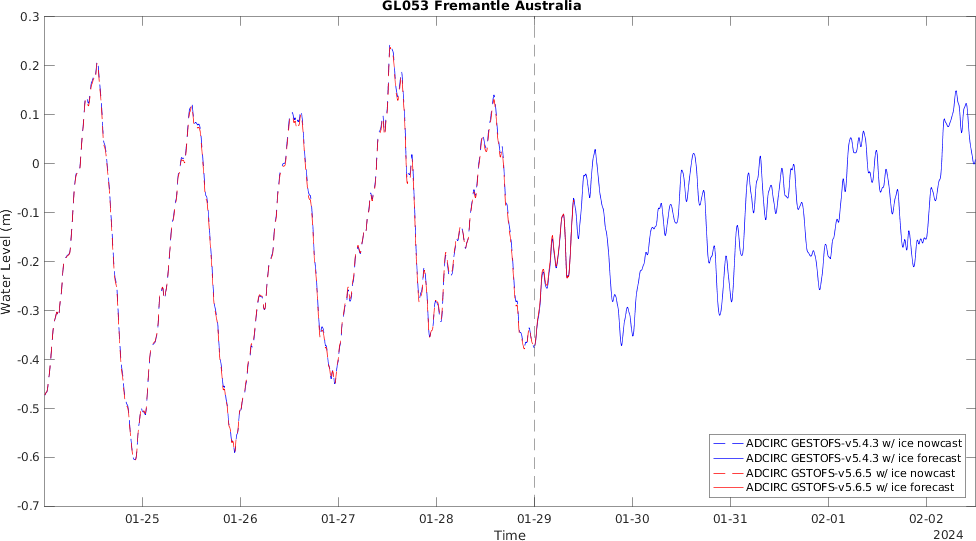 GL053 Fremantle Australia
0.3
0.2
0.1
0
-0.1
-0.2
-0.3
-0.4
-0.5
-0.6
-0.7
Water Level (m)
ADCIRC GESTOFS-v5.4.3 w/ ice nowcast
ADCIRC GESTOFS-v5.4.3 w/ ice forecast
ADCIRC GSTOFS-v5.6.5 w/ ice nowcast
ADCIRC GSTOFS-v5.6.5 w/ ice forecast
01-25 01-26 01-27 01-28 01-29 01-30 01-31 02-01 02-02
Time 2024